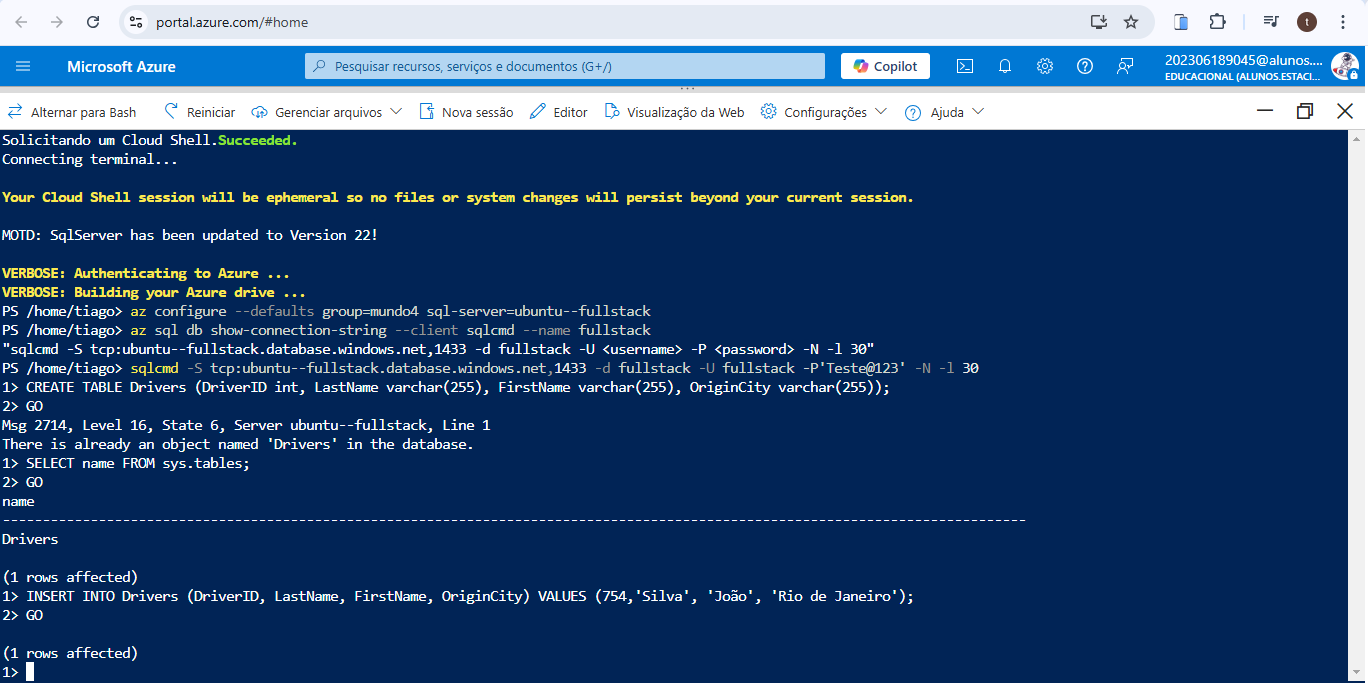 portal.azure.com/#home
t
Microsoft Azure
Pesquisar recursos, serviços e documentos (G+/)
Copilot
202306189045@alunos....
EDUCACIONAL (ALUNOS.ESTACI...
Alternar para Bash
Reiniciar
Gerenciar arquivos
Nova sessão
Editor
Visualização da Web
Configurações
Ajuda
Solicitando um Cloud Shell.Succeeded.
Connecting terminal...
Your Cloud Shell session will be ephemeral so no files or system changes will persist beyond your current session.
MOTD: SqlServer has been updated to Version 22!
VERBOSE: Authenticating to Azure ...
VERBOSE: Building your Azure drive ...
PS /home/tiago> az configure --defaults group=mundo4 sql-server=ubuntu--fullstack
PS /home/tiago> az sql db show-connection-string --client sqlcmd --name fullstack
"sqlcmd -S tcp:ubuntu--fullstack.database.windows.net,1433 -d fullstack -U <username> -P <password> -N -l 30"
PS /home/tiago> sqlcmd -S tcp:ubuntu--fullstack.database.windows.net,1433 -d fullstack -U fullstack -P'Teste@123' -N -l 30
1> CREATE TABLE Drivers (DriverID int, LastName varchar(255), FirstName varchar(255), OriginCity varchar(255));
2> GO
Msg 2714, Level 16, State 6, Server ubuntu--fullstack, Line 1
There is already an object named 'Drivers' in the database.
1> SELECT name FROM sys.tables;
2> GO
name
--------------------------------------------------------------------------------------------------------------------------------
Drivers
(1 rows affected)
1> INSERT INTO Drivers (DriverID, LastName, FirstName, OriginCity) VALUES (754,'Silva', 'João', 'Rio de Janeiro');
2> GO
(1 rows affected)
1>